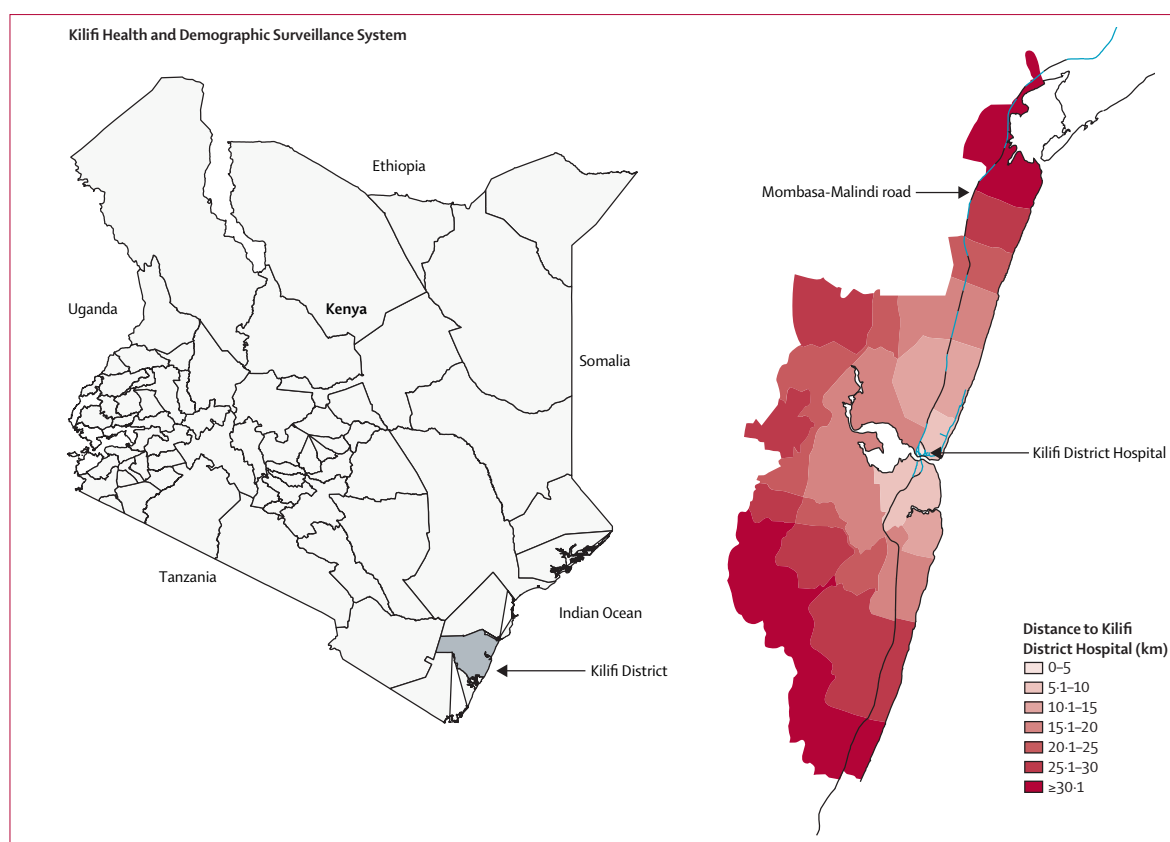 Kilifi Health and Demographic Surveillance System
Ethiopia
Mombasa-Malindi road
Uganda
Kenya
Somalia
Kilifi District Hospital
Tanzania
Indian Ocean
Kilifi District
Distance to Kilifi
District Hospital (km)
0–5
5·1–10
10·1–15
15·1–20
20·1–25
25·1–30
≥30·1